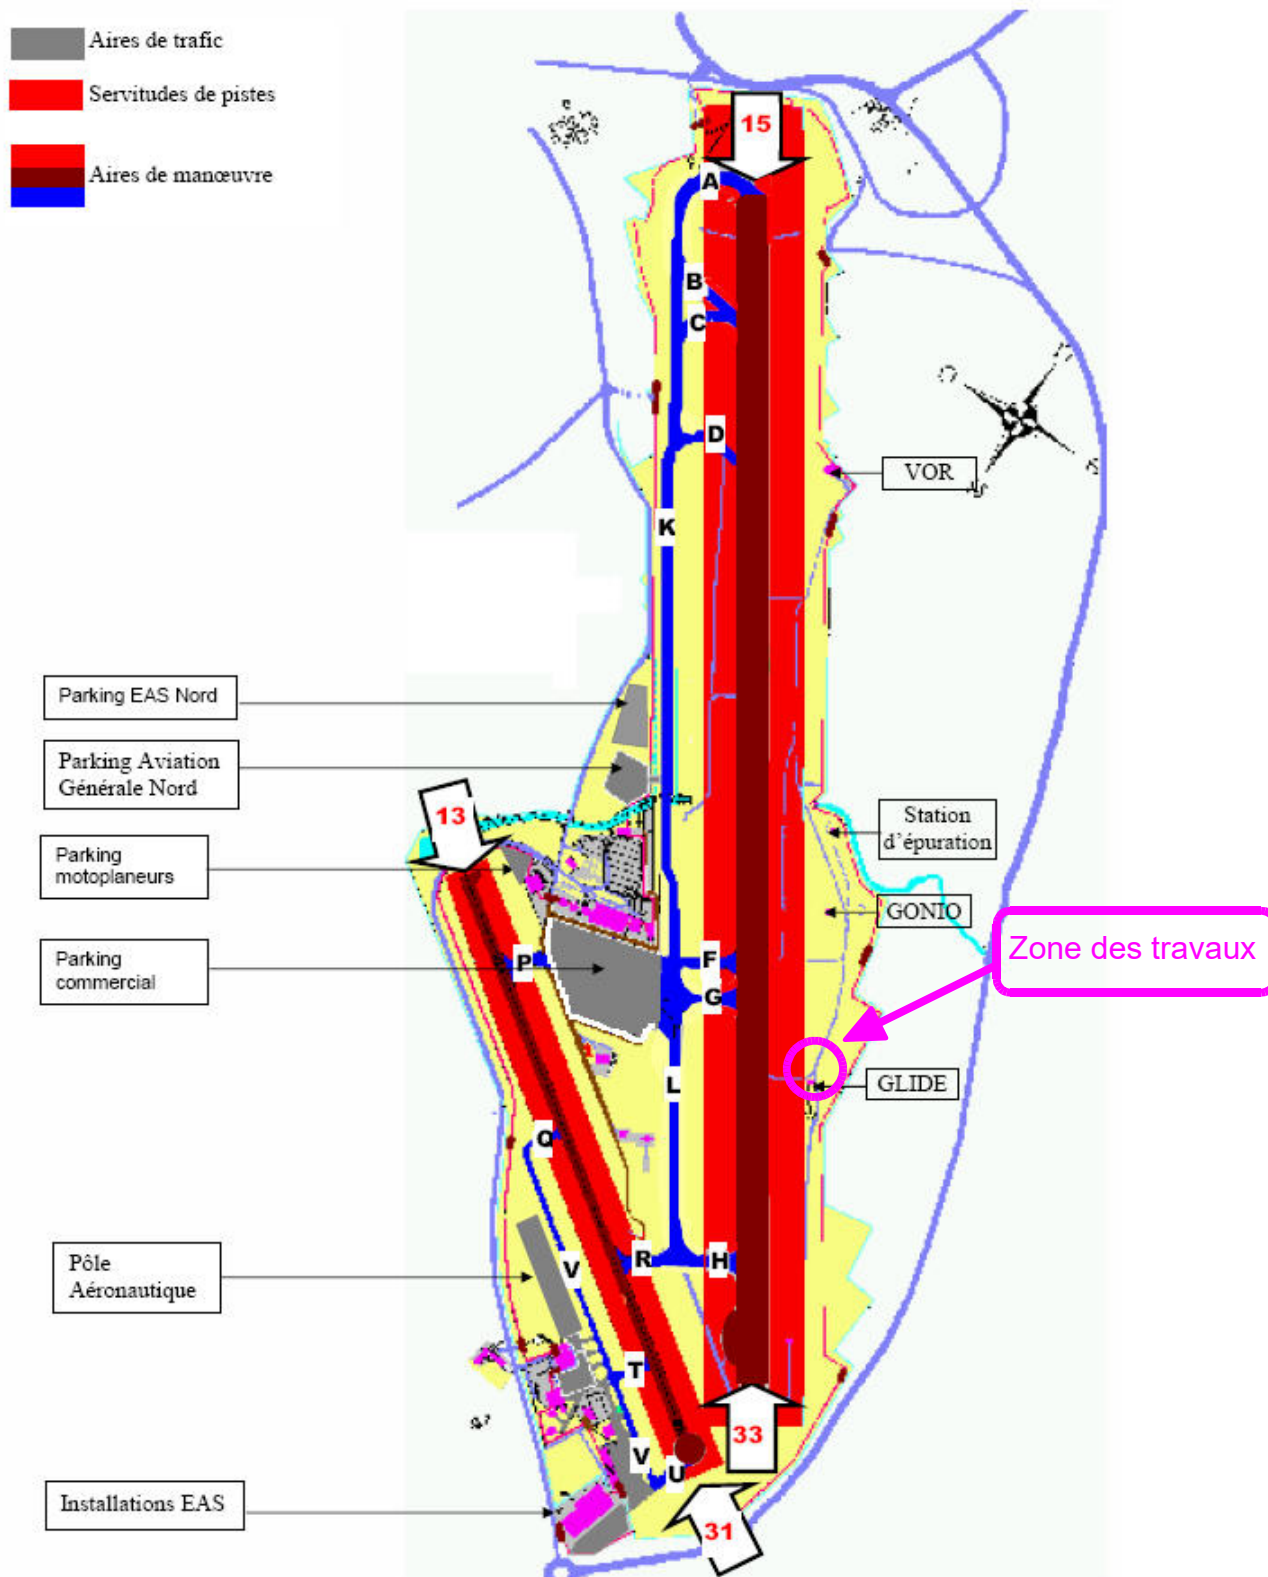 Aires de trafic
Servitudes de pistes
Aires de manœuvre
15
A
B
C
D
VOR
K
Parking EAS Nord
Parking Aviation
Générale Nord
13
Station
d'épuration
Parking
motoplaneurs
GONIO
Zone des travaux
P
F
Parking
commercial
G
L
GLIDE
Q
R
H
V
Pôle
Aéronautique
T
33
V
U
Installations EAS
31